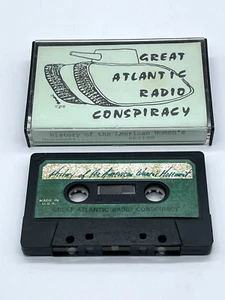 GREAT
ATLANTIC
RADIO
CONSPIRACY
History of the American Women's
History of the American Women's Movement
MADE IN
U.S.A.
GREAT ATLANTIC RADIO CONSPIRACY